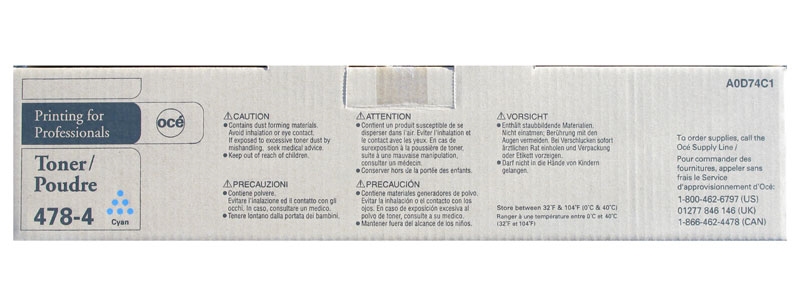 A0D74C1
Printing for
Professionals
océ
Toner/
Poudre
478-4
Cyan
⚠CAUTION
●Contains dust forming materials.
Avoid inhalation or eye contact.
If exposed to excessive toner dust by
mishandling, seek medical advice.
●Keep out of reach of children.
⚠PRECAUZIONI
●Contiene polvere.
Evitare l'inalazione ed il contatto con gli
occhi. In caso, consultare un medico.
●Tenere lontano dalla portata dei bambini.
⚠ATTENTION
●Contient un produit susceptible de se
disperser dans l'air. Eviter l'inhalation et
le contact avec les yeux. En cas de
surexposition à la poussière de toner,
suite à une mauvaise manipulation,
consulter un médecin.
●Conserver hors de la portée des enfants.
⚠PRECAUCIÓN
●Contiene materiales generadores de polvo.
Evitar la inhalación o el contacto con los
ojos. En caso de exposición excesiva al
polvo de toner, consulte a su medico.
●Mantener fuera del alcance de los niños.
⚠VORSICHT
●Enthält staubbildende Materialien.
Nicht einatmen; Berührung mit den
Augen vermeiden. Bei Verschlucken sofort
ärztlichen Rat einholen und Verpackung
oder Etikett vorzeigen.
●Darf nicht in die Hände von Kindern
gelangen.
Store between 32°F & 104°F (0°C & 40°C)
Ranger à une température entre 0°C et 40°C
(32°F et 104°F)
To order supplies, call the
Océ Supply Line /
Pour commander des
fournitures, appeler sans
frais le Service
d'approvisionnement d'Océ:
1-800-462-6797 (US)
01277 846 146 (UK)
1-866-462-4478 (CAN)